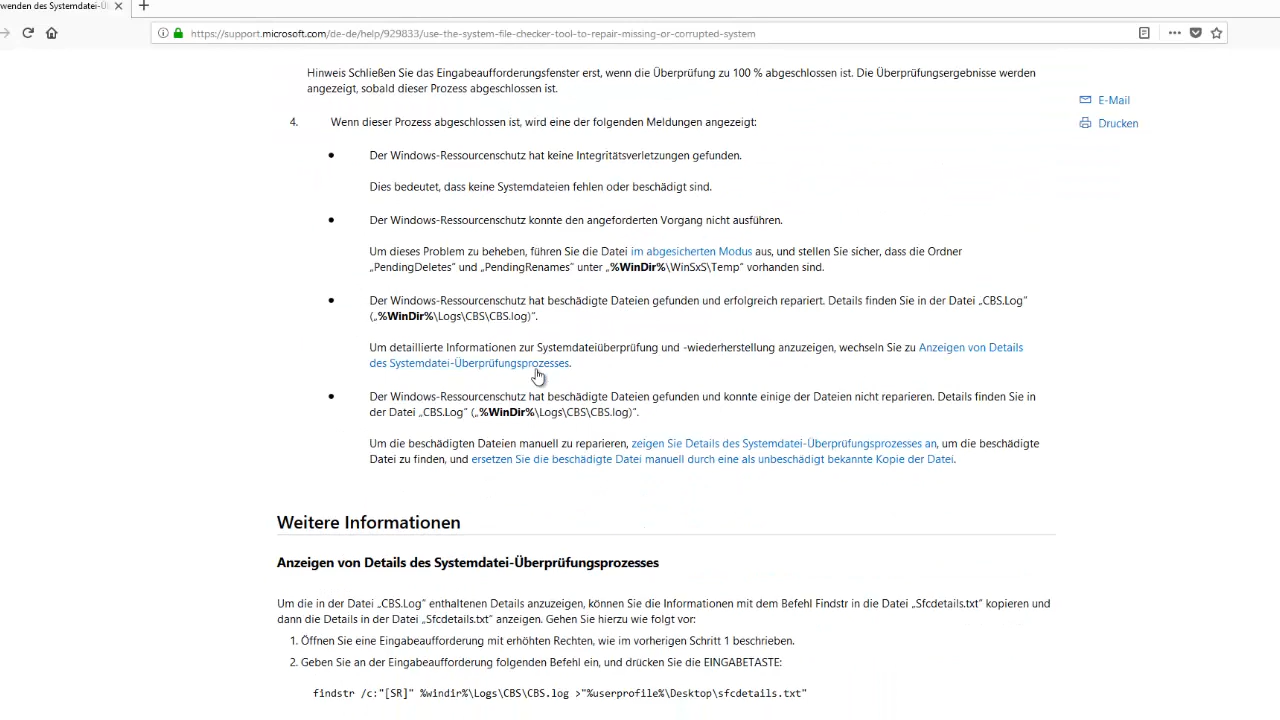 wenden des Systemdatei-Ü
https://support.microsoft.com/de-de/help/929833/use-the-system-file-checker-tool-to-repair-missing-or-corrupted-system
Hinweis Schließen Sie das Eingabeaufforderungsfenster erst, wenn die Überprüfung zu 100 % abgeschlossen ist. Die Überprüfungsergebnisse werden
angezeigt, sobald dieser Prozess abgeschlossen ist.
E-Mail
Drucken
4. Wenn dieser Prozess abgeschlossen ist, wird eine der folgenden Meldungen angezeigt:
• Der Windows-Ressourcenschutz hat keine Integritätsverletzungen gefunden.
Dies bedeutet, dass keine Systemdateien fehlen oder beschädigt sind.
• Der Windows-Ressourcenschutz konnte den angeforderten Vorgang nicht ausführen.
Um dieses Problem zu beheben, führen Sie die Datei im abgesicherten Modus aus, und stellen Sie sicher, dass die Ordner
„PendingDeletes" und „PendingRenames" unter „%WinDir%\WinSxS\Temp" vorhanden sind.
• Der Windows-Ressourcenschutz hat beschädigte Dateien gefunden und erfolgreich repariert. Details finden Sie in der Datei „CBS.Log"
(„%WinDir%\Logs\CBS\CBS.log)".
Um detaillierte Informationen zur Systemdateiüberprüfung und -wiederherstellung anzuzeigen, wechseln Sie zu Anzeigen von Details
des Systemdatei-Überprüfungsprozesses.
• Der Windows-Ressourcenschutz hat beschädigte Dateien gefunden und konnte einige der Dateien nicht reparieren. Details finden Sie in
der Datei „CBS.Log" („%WinDir%\Logs\CBS\CBS.log)".
Um die beschädigten Dateien manuell zu reparieren, zeigen Sie Details des Systemdatei-Überprüfungsprozesses an, um die beschädigte
Datei zu finden, und ersetzen Sie die beschädigte Datei manuell durch eine als unbeschädigt bekannte Kopie der Datei.
Weitere Informationen
Anzeigen von Details des Systemdatei-Überprüfungsprozesses
Um die in der Datei „CBS.Log" enthaltenen Details anzuzeigen, können Sie die Informationen mit dem Befehl Findstr in die Datei „Sfcdetails.txt" kopieren und
dann die Details in der Datei „Sfcdetails.txt" anzeigen. Gehen Sie hierzu wie folgt vor:
1. Öffnen Sie eine Eingabeaufforderung mit erhöhten Rechten, wie im vorherigen Schritt 1 beschrieben.
2. Geben Sie an der Eingabeaufforderung folgenden Befehl ein, und drücken Sie die EINGABETASTE:
findstr /c:"[SR]" %windir%\Logs\CBS\CBS.log >"%userprofile%\Desktop\sfcdetails.txt"